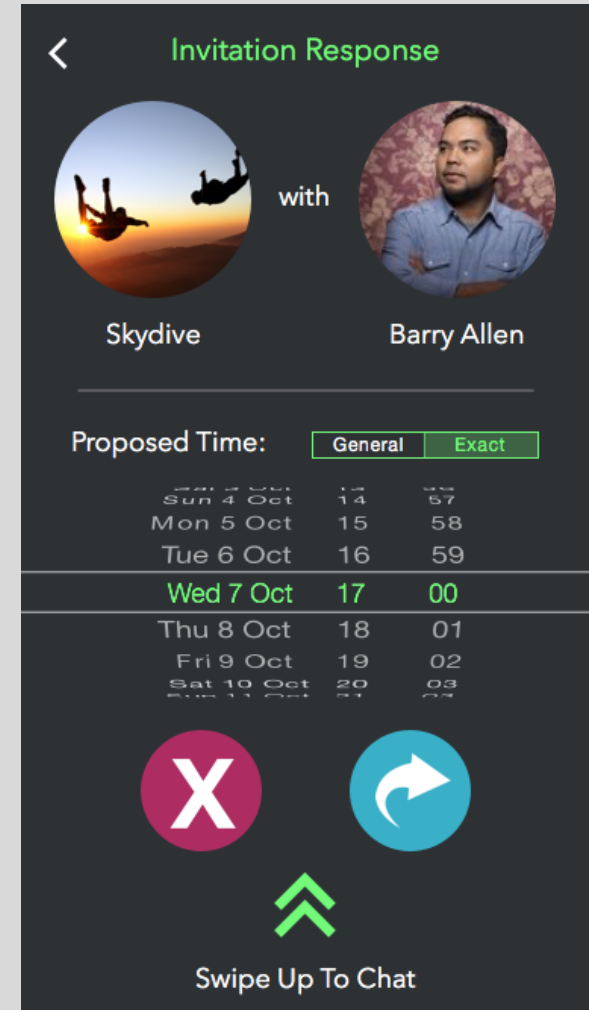 Invitation Response
with
Skydive Barry Allen
Proposed Time: General Exact
Sun 4 Oct 14 57
Mon 5 Oct 15 58
Tue 6 Oct 16 59
Wed 7 Oct 17 00
Thu 8 Oct 18 01
Fri 9 Oct 19 02
Sat 10 Oct 20 03
X
Swipe Up To Chat